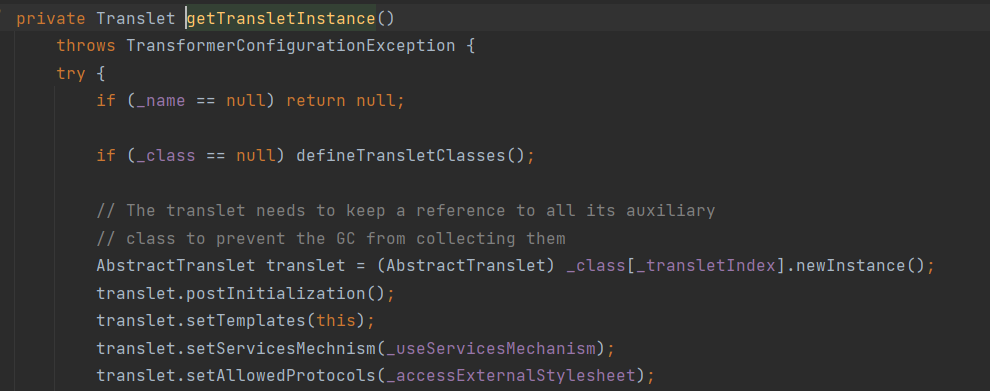 private Translet getTransletInstance()
throws TransformerConfigurationException {
try {
if (_name == null) return null;
if (_class == null) defineTransletClasses();
// The translet needs to keep a reference to all its auxiliary
// class to prevent the GC from collecting them
AbstractTranslet translet = (AbstractTranslet) _class[_transletIndex].newInstance();
translet.postInitialization();
translet.setTemplates(this);
translet.setServicesMechnism(_useServicesMechanism);
translet.setAllowedProtocols(_accessExternalStylesheet);